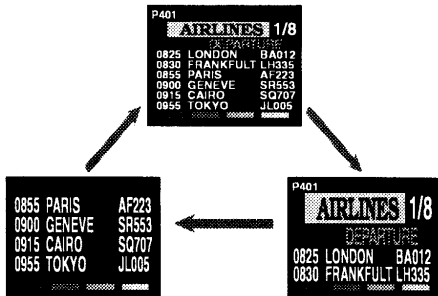 P401
AIRLINES 1/8
DEPARTURE
0825 LONDON BA012
0830 FRANKFULT LH335
0855 PARIS AF223
0900 GENEVE SR553
0915 CAIRO SQ707
0955 TOKYO JL005
0855 PARIS AF223
0900 GENEVE SR553
0915 CAIRO SQ707
0955 TOKYO JL005
P401
AIRLINES 1/8
DEPARTURE
0825 LONDON BA012
0830 FRANKFULT LH335